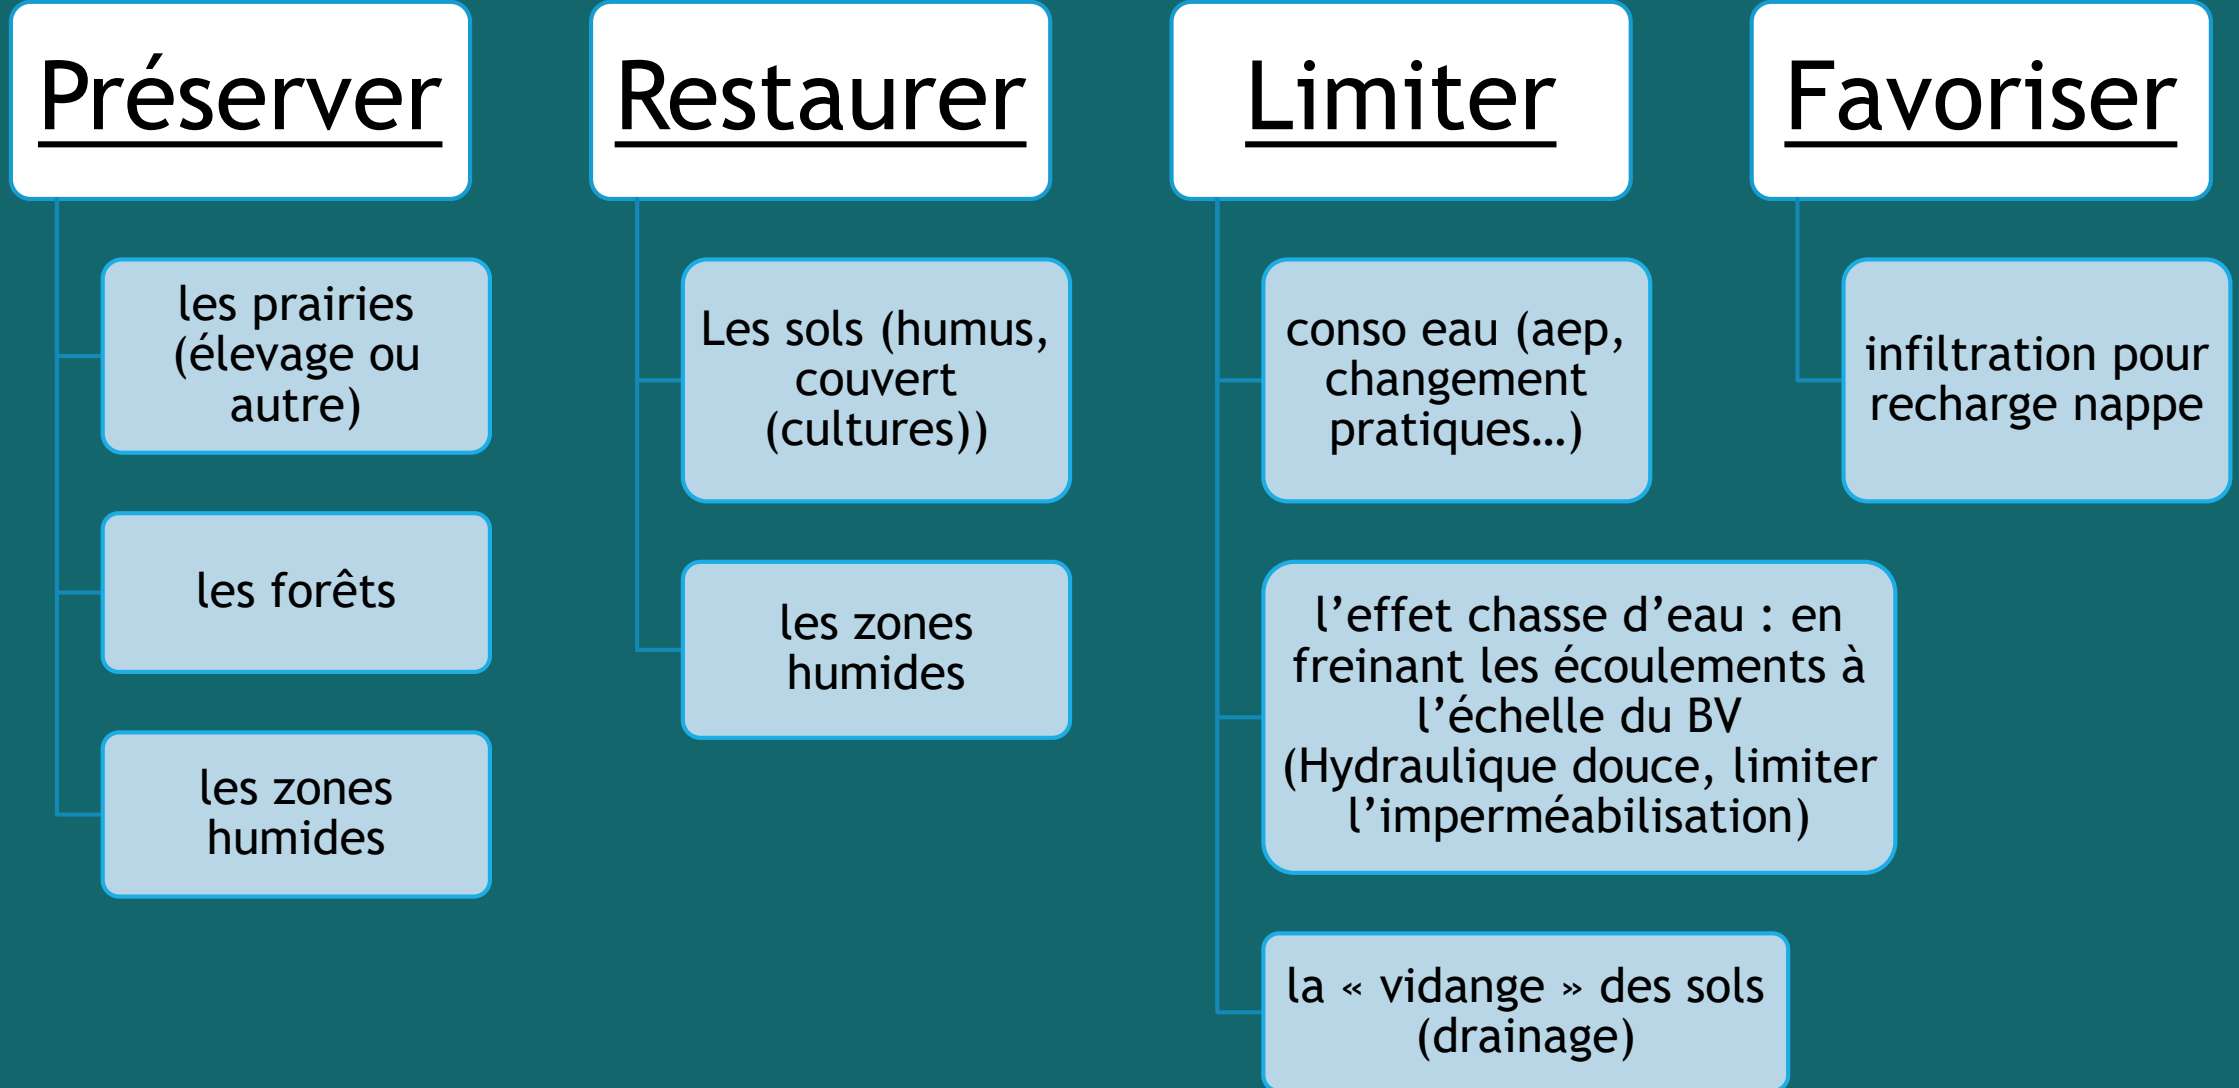 Préserver
les prairies
(élevage ou
autre)
les forêts
les zones
humides
Restaurer
Les sols (humus,
couvert
(cultures))
les zones
humides
Limiter
conso eau (aep,
changement
pratiques…)
l’effet chasse d’eau : en
freinant les écoulements à
l’échelle du BV
(Hydraulique douce, limiter
l’imperméabilisation)
la « vidange » des sols
(drainage)
Favoriser
infiltration pour
recharge nappe